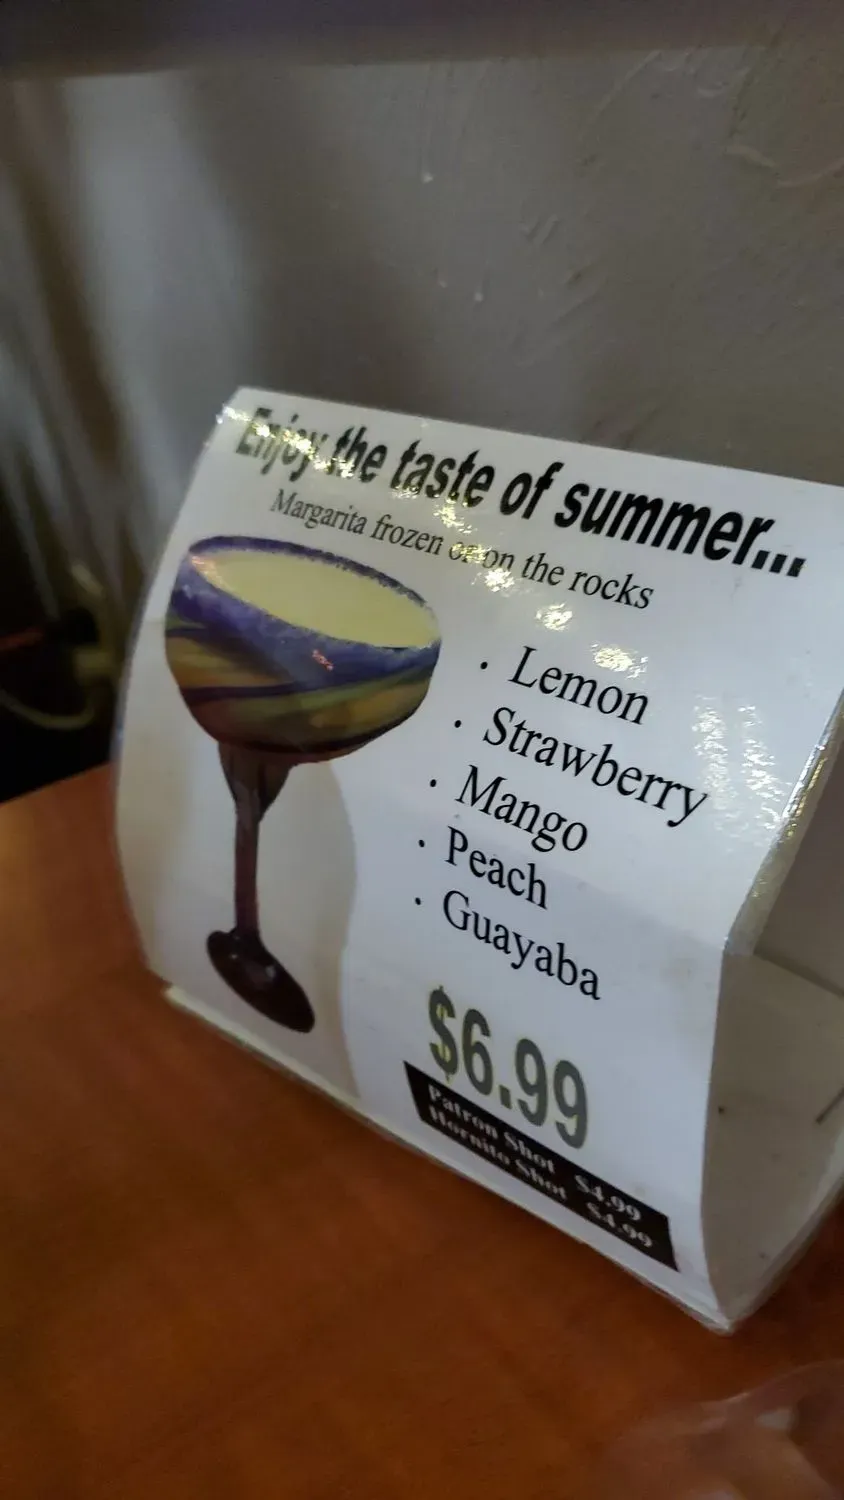 Enjoy the taste of summer...
Margarita frozen or on the rocks
· Lemon
· Strawberry
· Mango
· Peach
· Guayaba
$6.99
Patron Shot $4.99
Hornito Shot $4.99